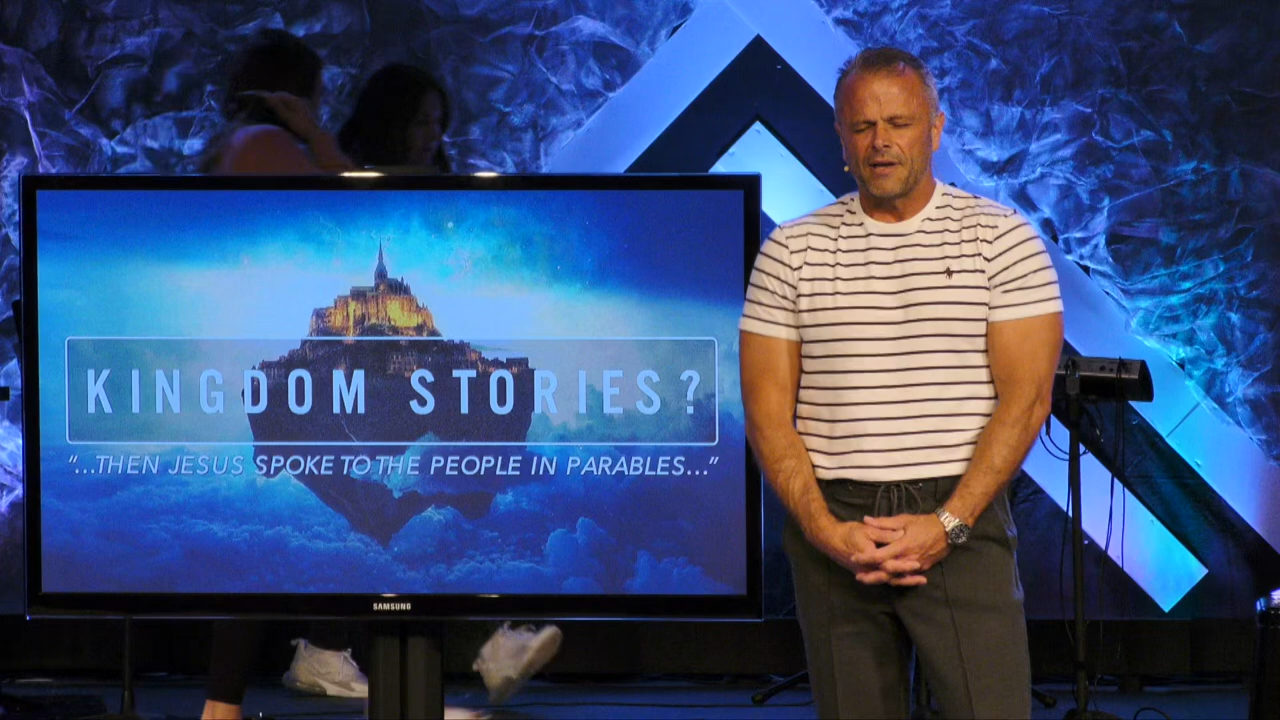 KINGDOM STORIES?
“...THEN JESUS SPOKE TO THE PEOPLE IN PARABLES...”
SAMSUNG